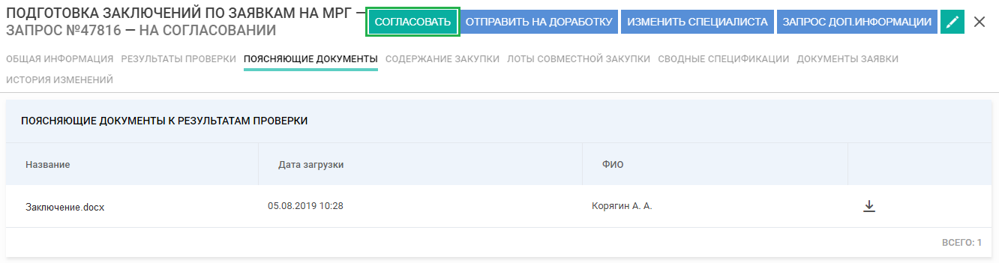 ПОДГОТОВКА ЗАКЛЮЧЕНИЙ ПО ЗАЯВКАМ НА МРГ —
ЗАПРОС №47816 — НА СОГЛАСОВАНИИ
СОГЛАСОВАТЬ ОТПРАВИТЬ НА ДОРАБОТКУ ИЗМЕНИТЬ СПЕЦИАЛИСТА ЗАПРОС ДОП.ИНФОРМАЦИИ
ОБЩАЯ ИНФОРМАЦИЯ РЕЗУЛЬТАТЫ ПРОВЕРКИ ПОЯСНЯЮЩИЕ ДОКУМЕНТЫ СОДЕРЖАНИЕ ЗАКУПКИ ЛОТЫ СОВМЕСТНОЙ ЗАКУПКИ СВОДНЫЕ СПЕЦИФИКАЦИИ ДОКУМЕНТЫ ЗАЯВКИ
ИСТОРИЯ ИЗМЕНЕНИЙ
ПОЯСНЯЮЩИЕ ДОКУМЕНТЫ К РЕЗУЛЬТАТАМ ПРОВЕРКИ
Название Дата загрузки ФИО
Заключение.docx 05.08.2019 10:28 Корягин А. А.
ВСЕГО: 1